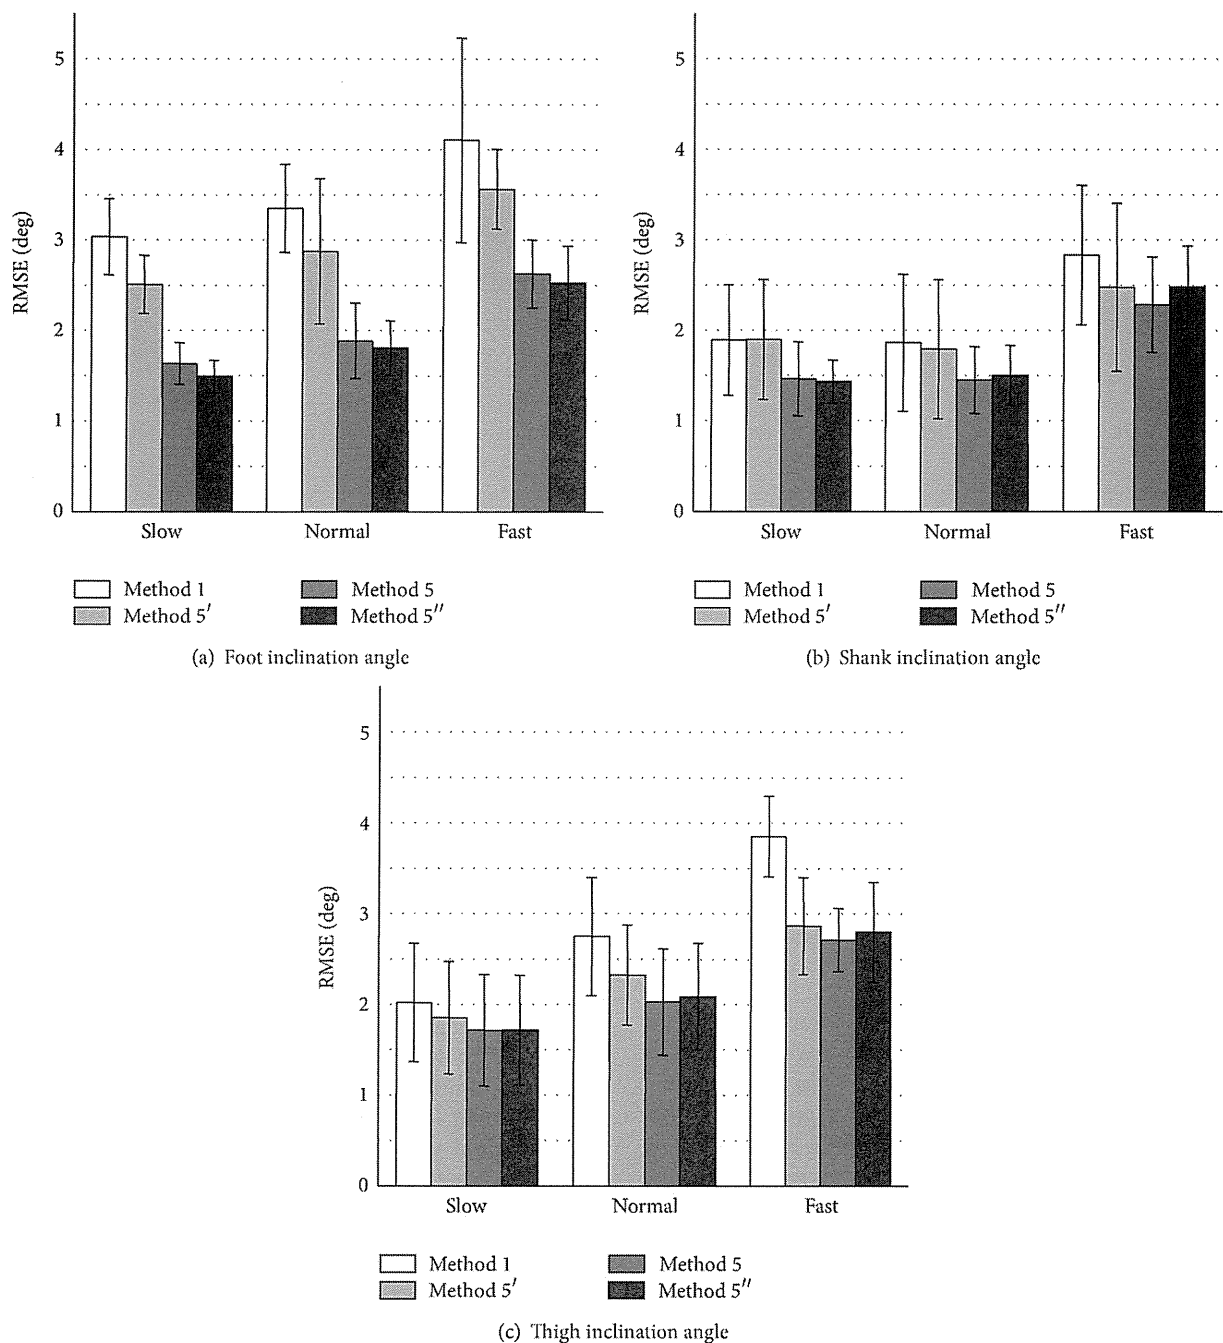 5
4
3
2
1
0
RMSE (deg)
Slow Normal Fast
Method 1 Method 5
Method 5′ Method 5″
(a) Foot inclination angle
5
4
3
2
1
0
RMSE (deg)
Slow Normal Fast
Method 1 Method 5
Method 5′ Method 5″
(b) Shank inclination angle
5
4
3
2
1
0
RMSE (deg)
Slow Normal Fast
Method 1 Method 5
Method 5′ Method 5″
(c) Thigh inclination angle